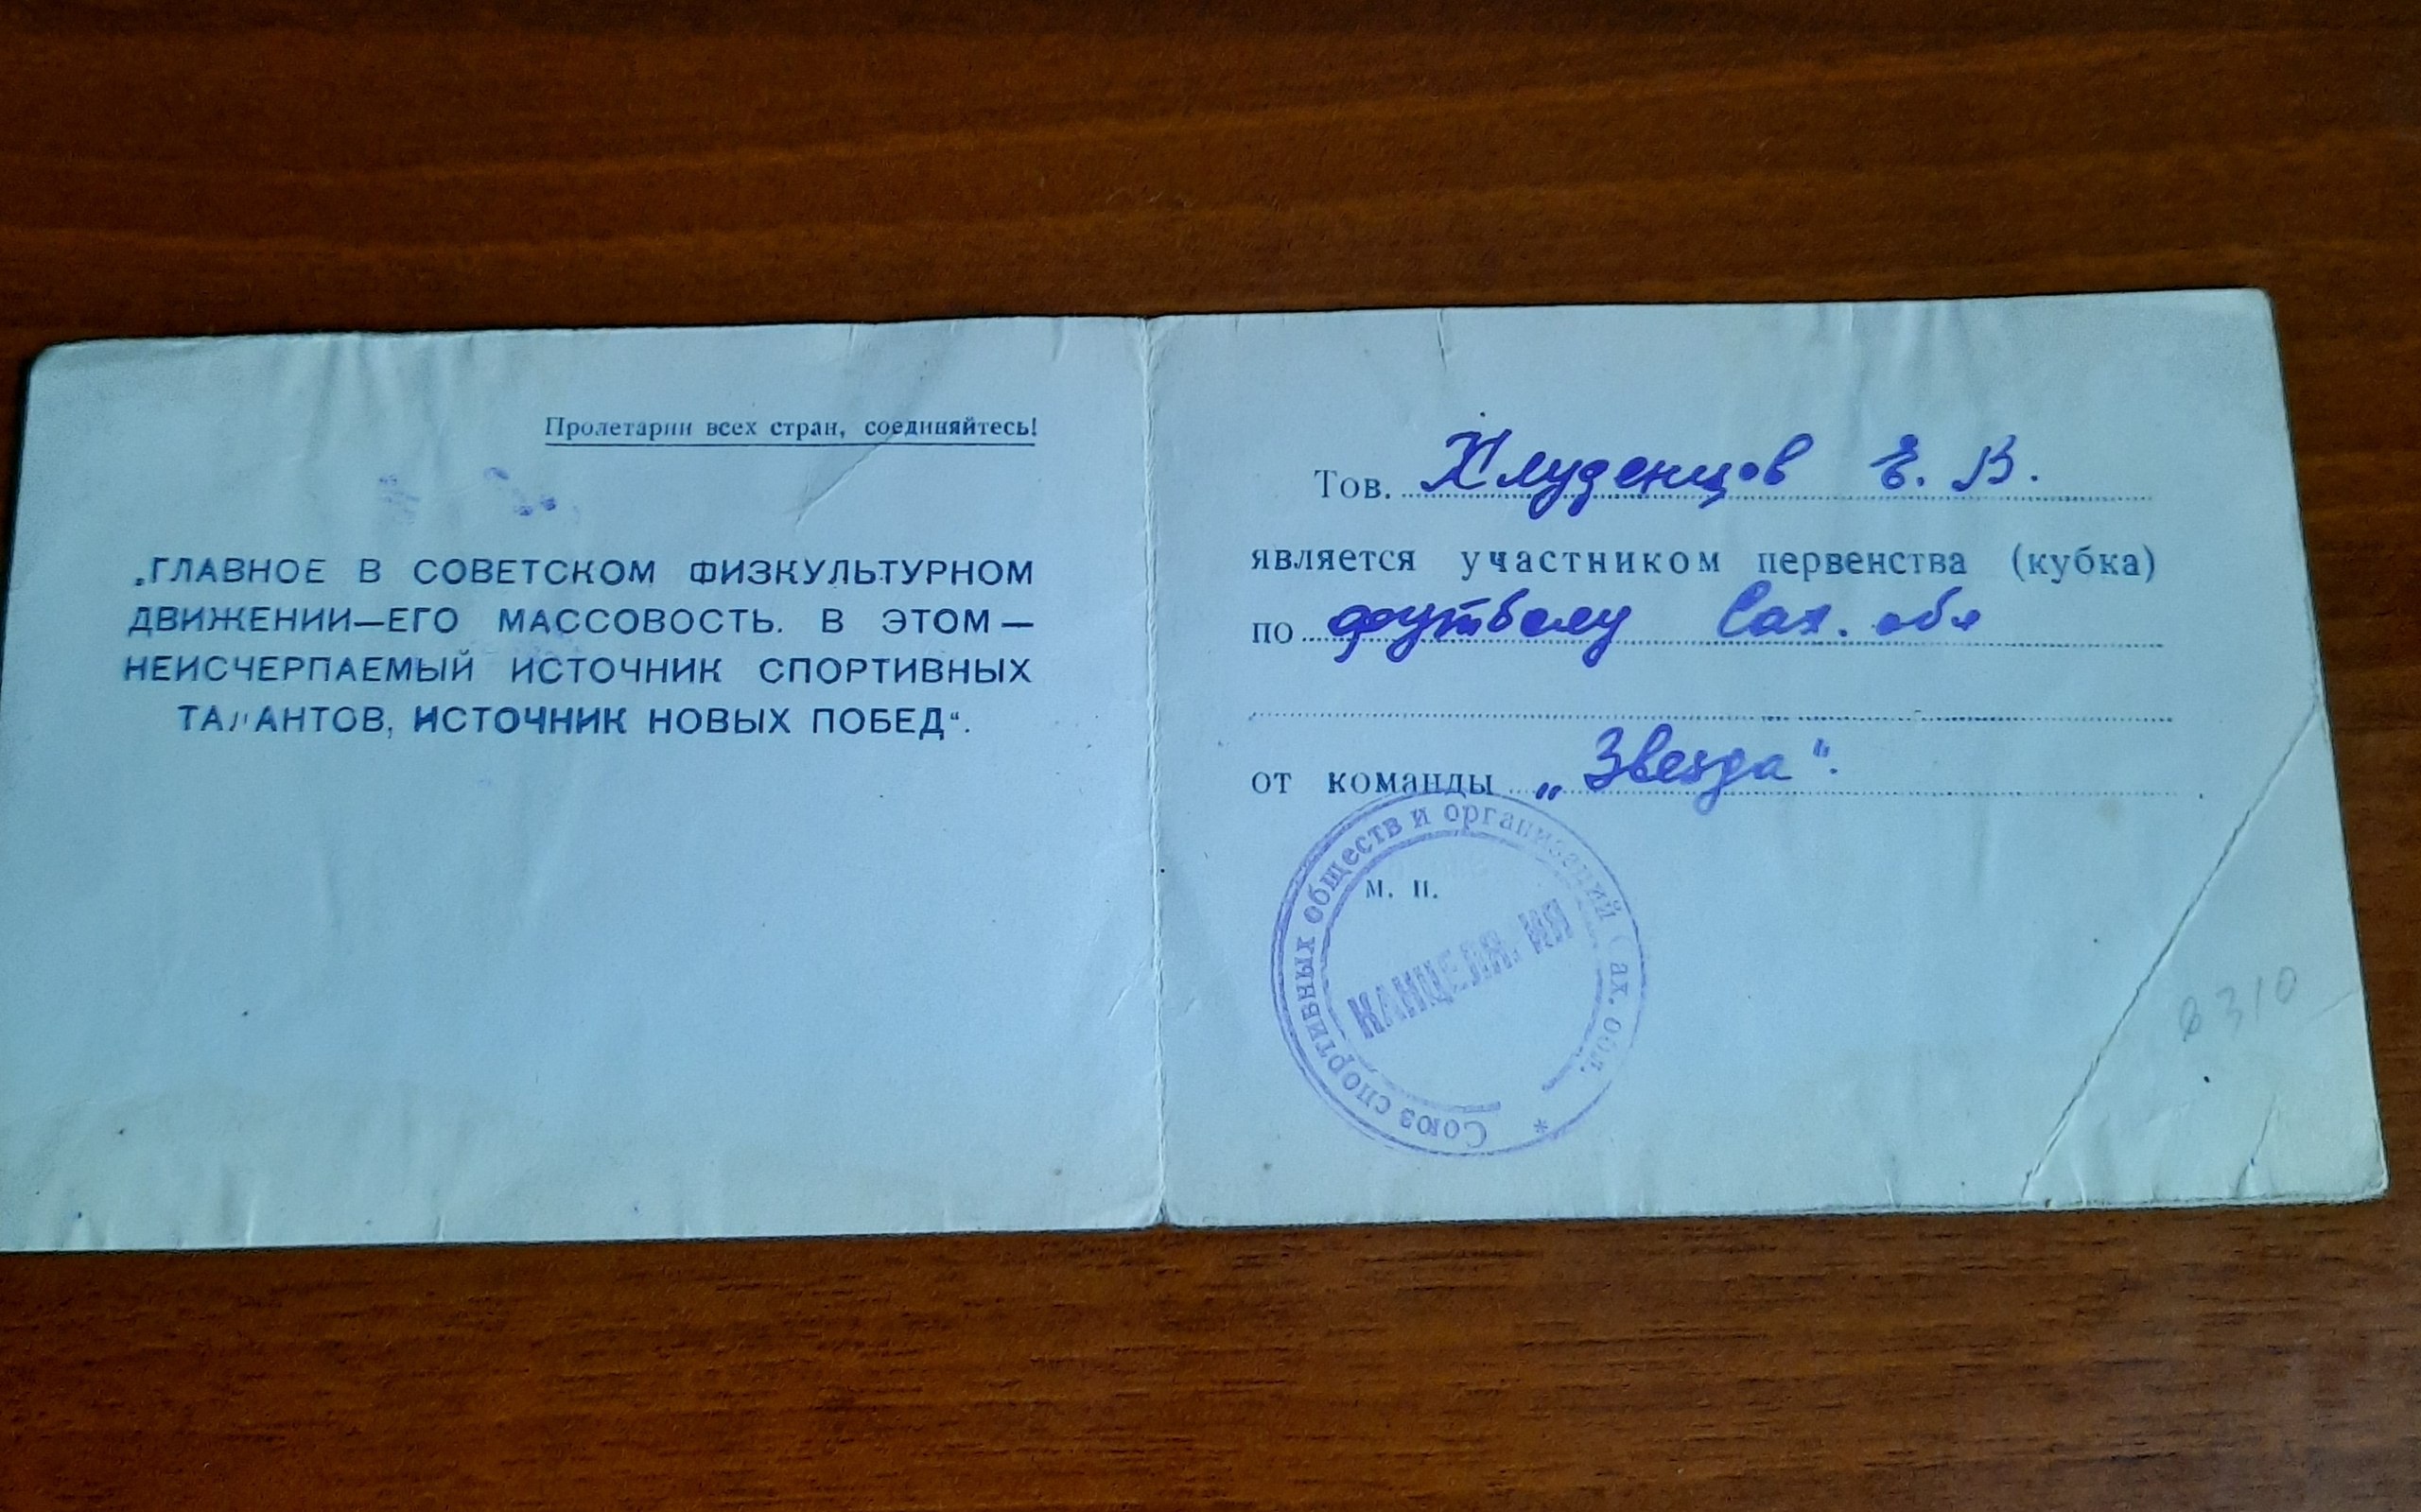 Пролетарии всех стран, соединяйтесь!
„ГЛАВНОЕ В СОВЕТСКОМ ФИЗКУЛЬТУРНОМ
ДВИЖЕНИИ—ЕГО МАССОВОСТЬ. В ЭТОМ—
НЕИСЧЕРПАЕМЫЙ ИСТОЧНИК СПОРТИВНЫХ
ТАЛАНТОВ, ИСТОЧНИК НОВЫХ ПОБЕД“.
Тов. Хлуденцов Е. В.
является участником первенства (кубка)
по футболу Сах. обл
от команды „Звезда“.
м. п.
Союз спортивных обществ и организаций Сах. обл. *
КАНЦЕЛЯРИЯ
6310